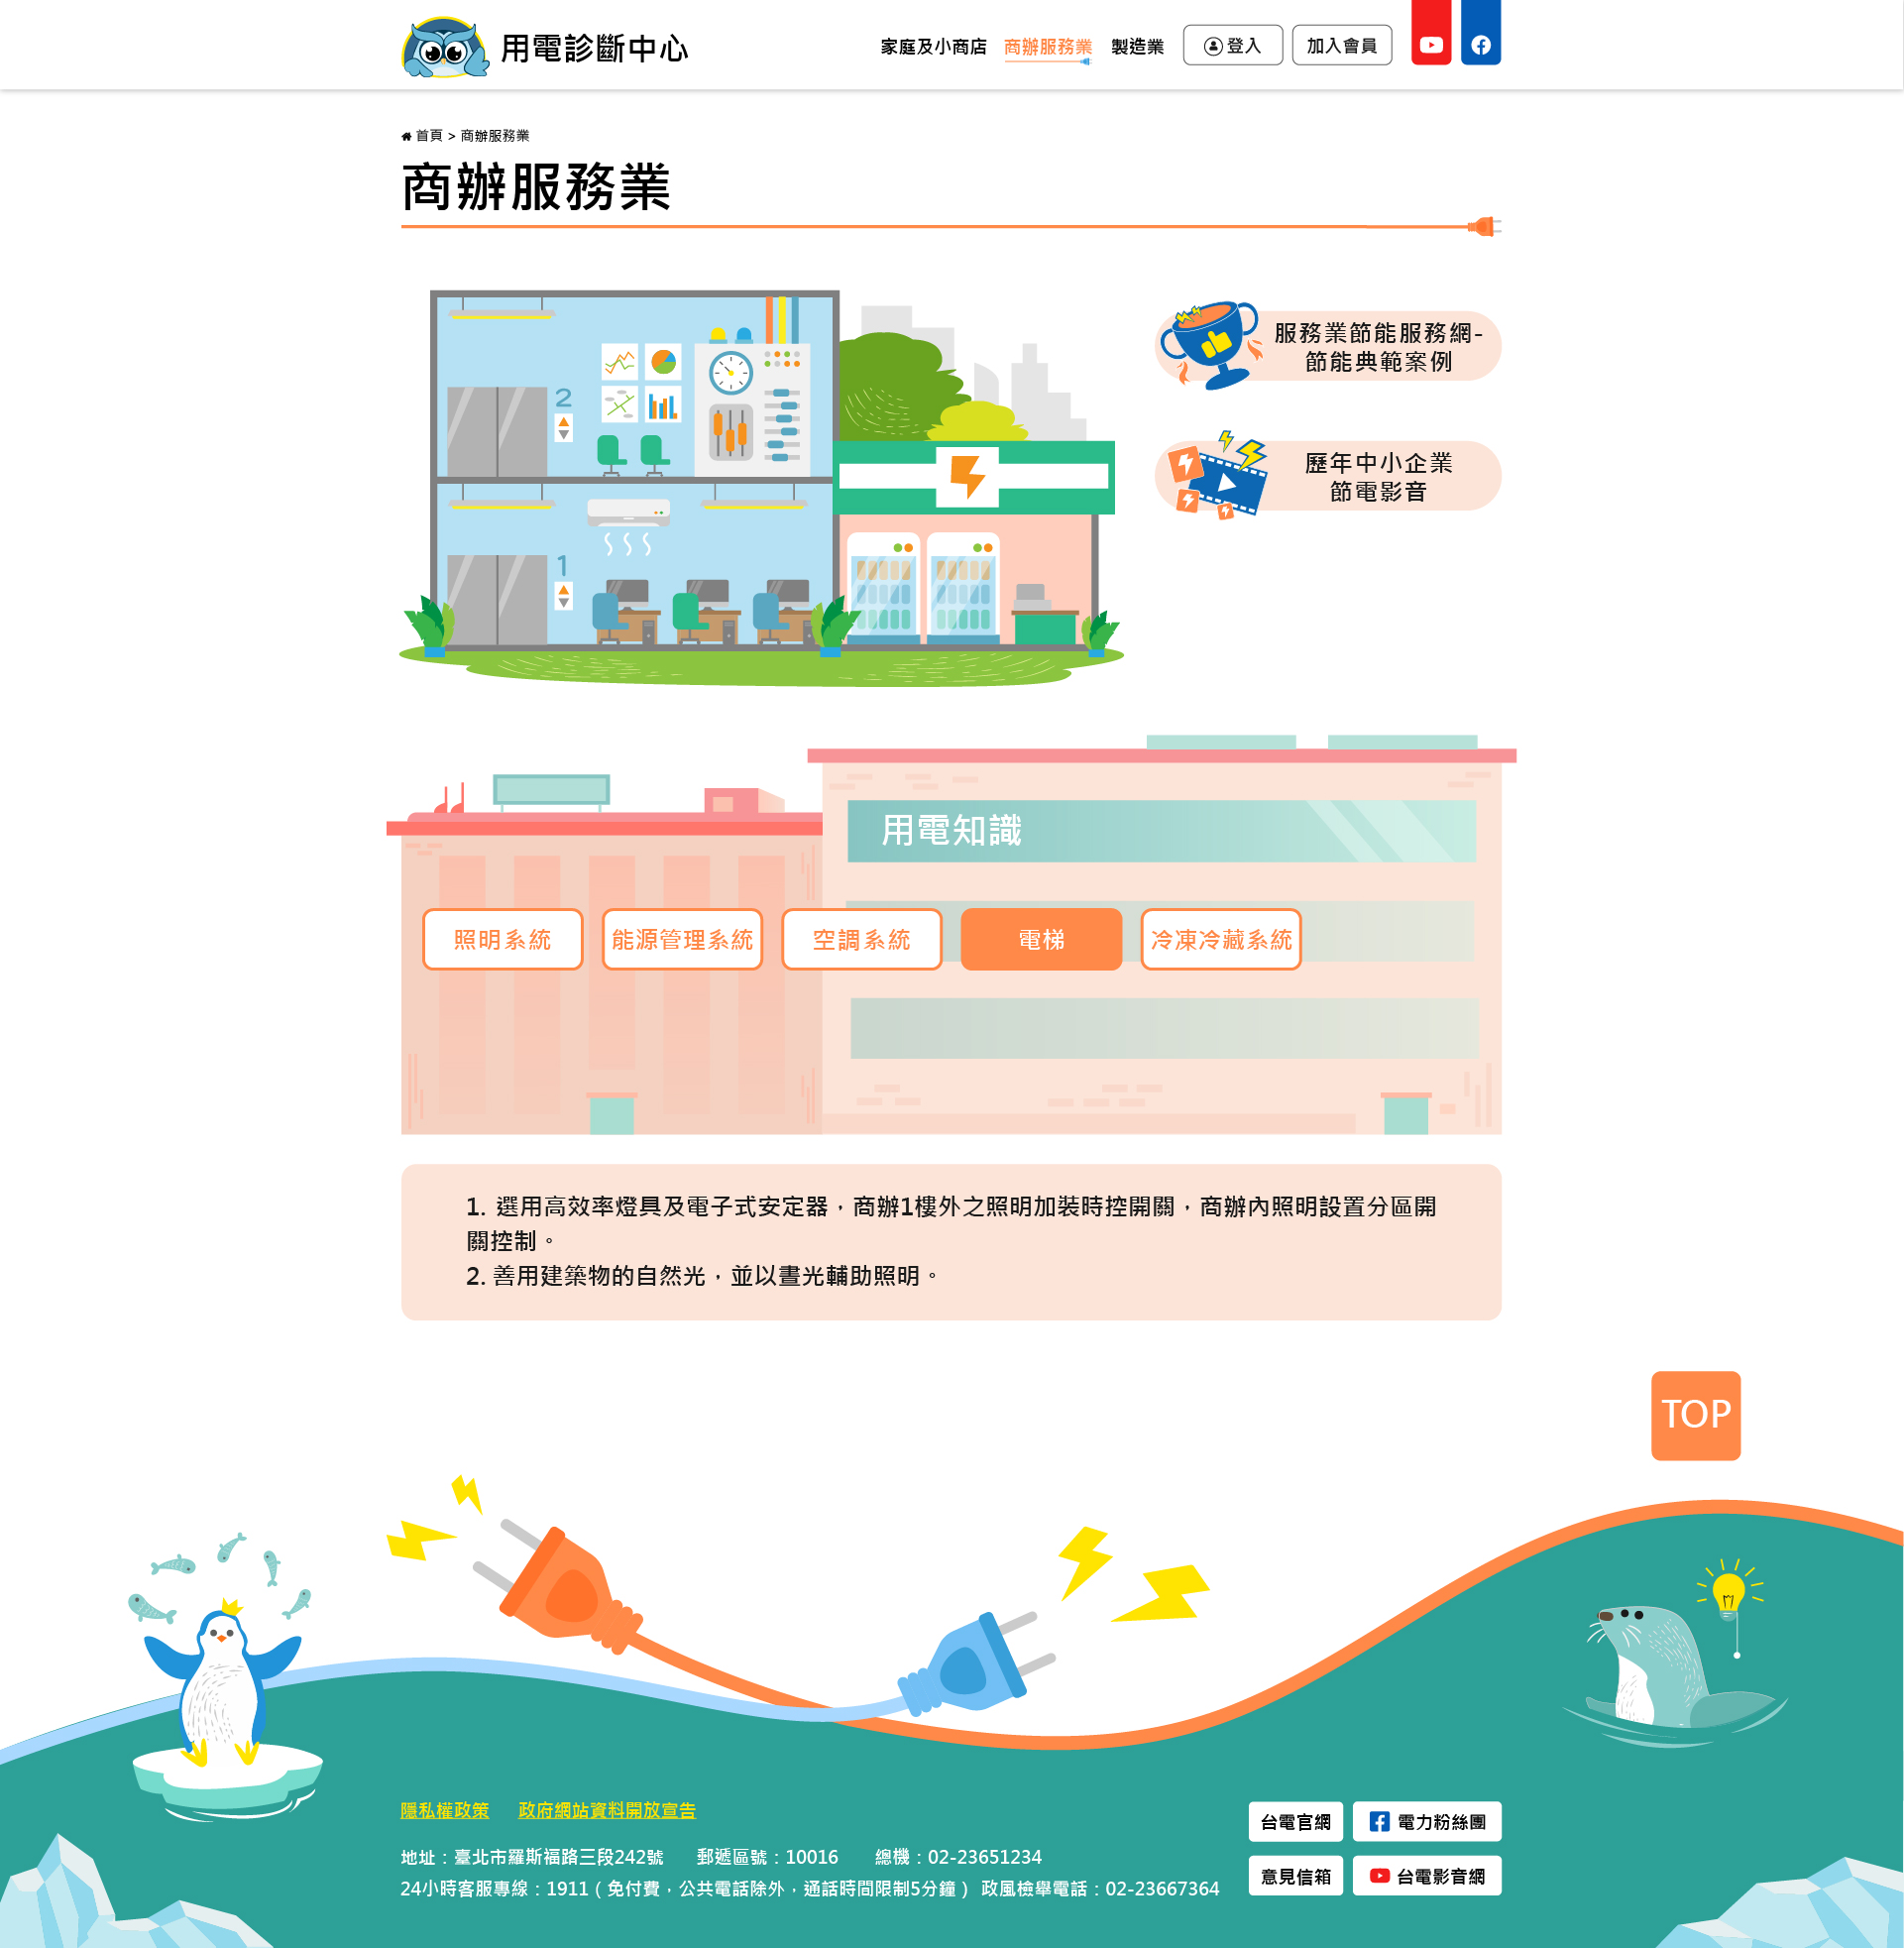 用電診斷中心
家庭及小商店 商辦服務業 製造業 登入 加入會員
首頁 > 商辦服務業
商辦服務業
服務業節能服務網-
節能典範案例
歷年中小企業
節電影音
2
1
用電知識
照明系統 能源管理系統 空調系統 電梯 冷凍冷藏系統
1. 選用高效率燈具及電子式安定器，商辦1樓外之照明加裝時控開關，商辦內照明設置分區開
關控制。
2. 善用建築物的自然光，並以晝光輔助照明。
TOP
隱私權政策 政府網站資料開放宣告
地址：臺北市羅斯福路三段242號 郵遞區號：10016 總機：02-23651234
24小時客服專線：1911（免付費，公共電話除外，通話時間限制5分鐘） 政風檢舉電話：02-23667364
台電官網 電力粉絲團
意見信箱 台電影音網